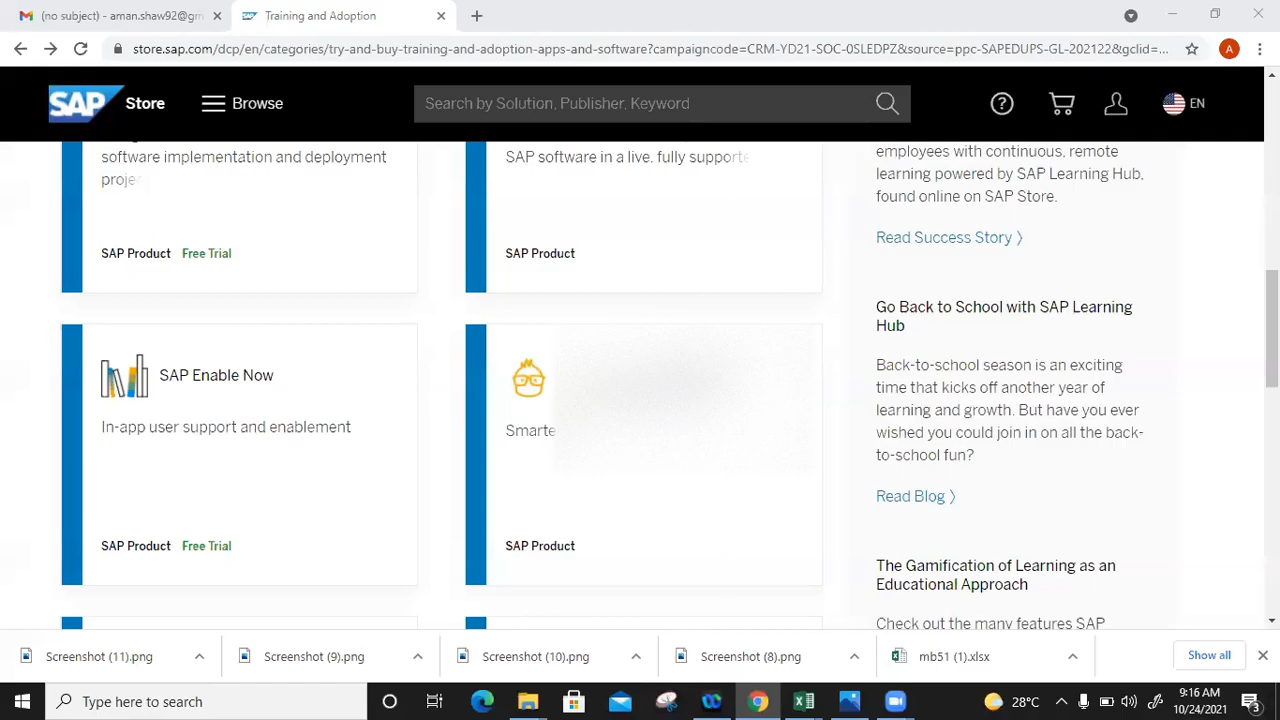 (no subject) - aman.shaw92@gm
Training and Adoption
store.sap.com/dcp/en/categories/try-and-buy-training-and-adoption-apps-and-software?campaigncode=CRM-YD21-SOC-0SLEDPZ&source=ppc-SAPEDUPS-GL-202122&gclid=...
A
SAP Store
Browse
Search by Solution, Publisher, Keyword
EN
software implementation and deployment
projec
SAP Product Free Trial
SAP software in a live, fully supporte
SAP Product
SAP Enable Now
In-app user support and enablement
SAP Product Free Trial
Smarte
SAP Product
employees with continuous, remote
learning powered by SAP Learning Hub,
found online on SAP Store.
Read Success Story 〉
Go Back to School with SAP Learning
Hub
Back-to-school season is an exciting
time that kicks off another year of
learning and growth. But have you ever
wished you could join in on all the back-
to-school fun?
Read Blog 〉
The Gamification of Learning as an
Educational Approach
Check out the many features SAP
Screenshot (11).png
Screenshot (9).png
Screenshot (10).png
Screenshot (8).png
mb51 (1).xlsx
Show all
Type here to search
28°C
9:16 AM
10/24/2021
3